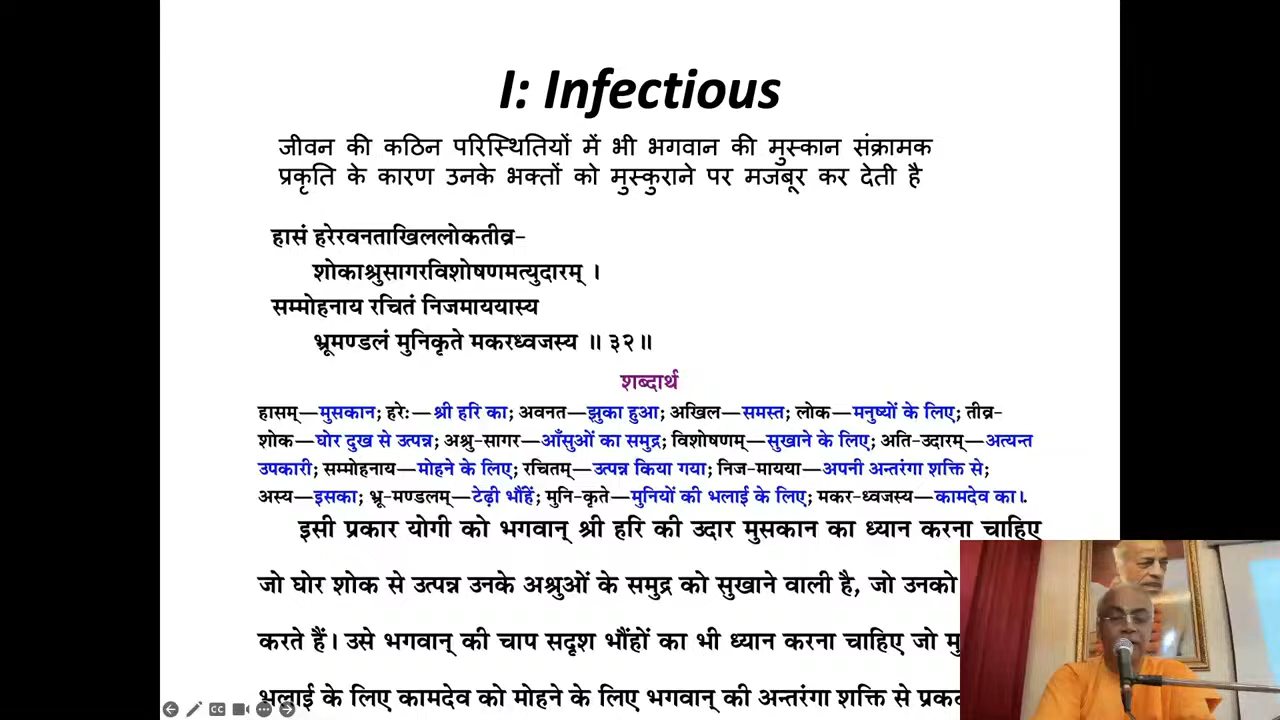 I: Infectious
जीवन की कठिन परिस्थितियों में भी भगवान की मुस्कान संक्रामक
प्रकृति के कारण उनके भक्तों को मुस्कुराने पर मजबूर कर देती है
हासं हरेरवनताखिललोकतीव्र-
शोकाश्रुसागरविशोषणमत्युदारम् ।
सम्मोहनाय रचितं निजमाययास्य
भ्रूमण्डलं मुनिकृते मकरध्वजस्य ॥ ३२॥
शब्दार्थ
हासम्—मुसकान; हरेः—श्री हरि का; अवनत—झुका हुआ; अखिल—समस्त; लोक—मनुष्यों के लिए; तीव्र-
शोक—घोर दुख से उत्पन्न; अश्रु-सागर—आँसुओं का समुद्र; विशोषणम्—सुखाने के लिए; अति-उदारम्—अत्यन्त
उपकारी; सम्मोहनाय—मोहने के लिए; रचितम्—उत्पन्न किया गया; निज-मायया—अपनी अन्तरंगा शक्ति से;
अस्य—इसका; भ्रू-मण्डलम्—टेढ़ी भौंहें; मुनि-कृते—मुनियों की भलाई के लिए; मकर-ध्वजस्य—कामदेव का।.
इसी प्रकार योगी को भगवान् श्री हरि की उदार मुसकान का ध्यान करना चाहिए
जो घोर शोक से उत्पन्न उनके अश्रुओं के समुद्र को सुखाने वाली है, जो उनको
करते हैं। उसे भगवान् की चाप सदृश भौंहों का भी ध्यान करना चाहिए जो
भलाई के लिए कामदेव को मोहने के लिए भगवान् की अन्तरंगा शक्ति से
CC